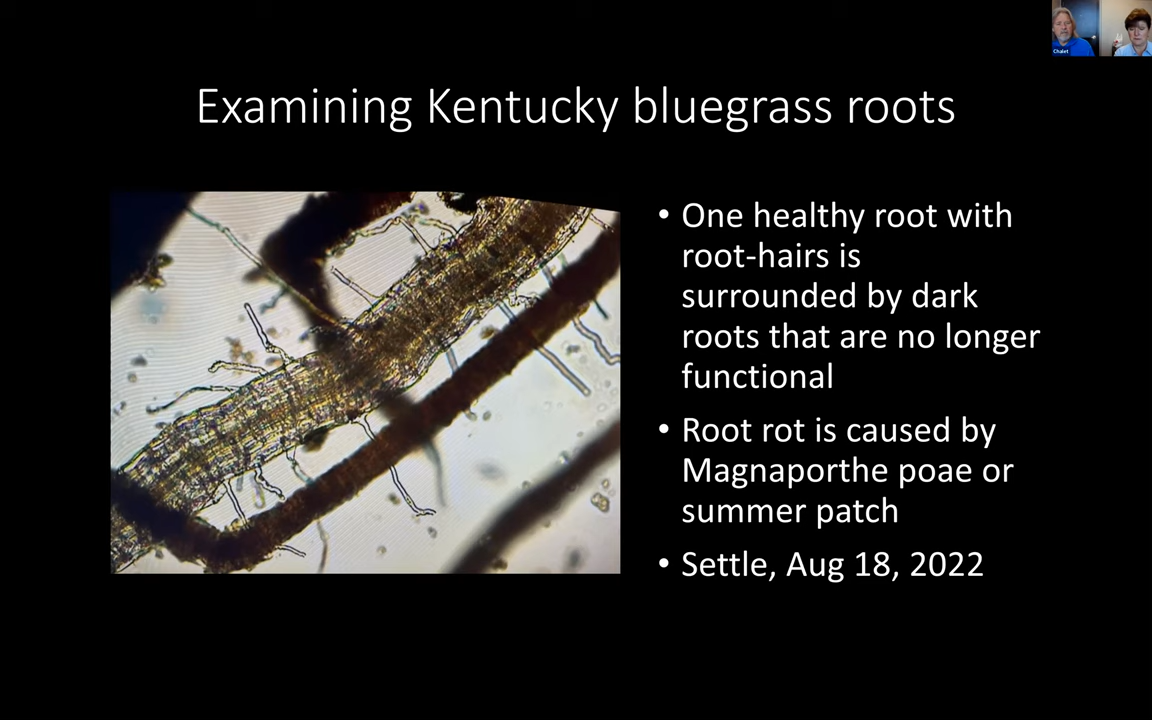 Chalet
Examining Kentucky bluegrass roots
• One healthy root with
root-hairs is
surrounded by dark
roots that are no longer
functional
• Root rot is caused by
Magnaporthe poae or
summer patch
• Settle, Aug 18, 2022